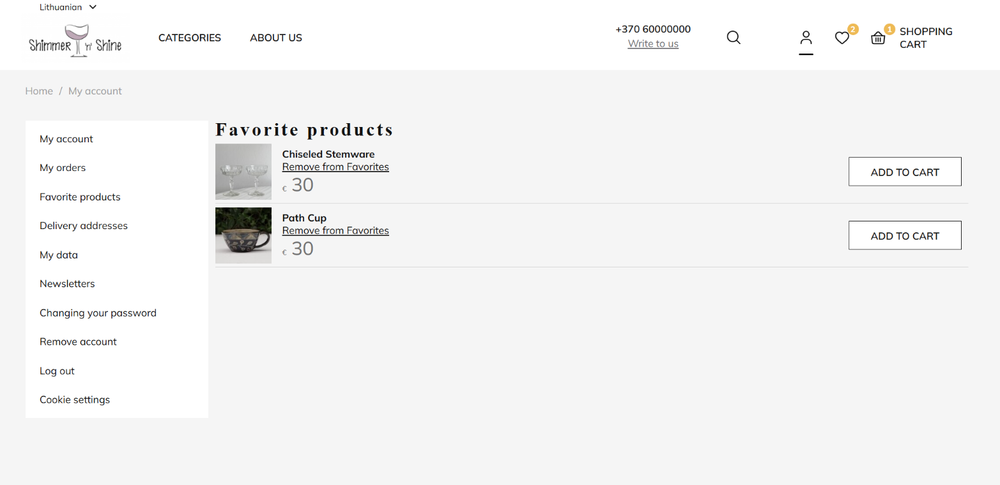 Lithuanian
Shimmer 'n' Shine
CATEGORIES
ABOUT US
+370 60000000
Write to us
2
1
SHOPPING
CART
Home / My account
My account
My orders
Favorite products
Delivery addresses
My data
Newsletters
Changing your password
Remove account
Log out
Cookie settings
Favorite products
Chiseled Stemware
Remove from Favorites
€ 30
ADD TO CART
Path Cup
Remove from Favorites
€ 30
ADD TO CART